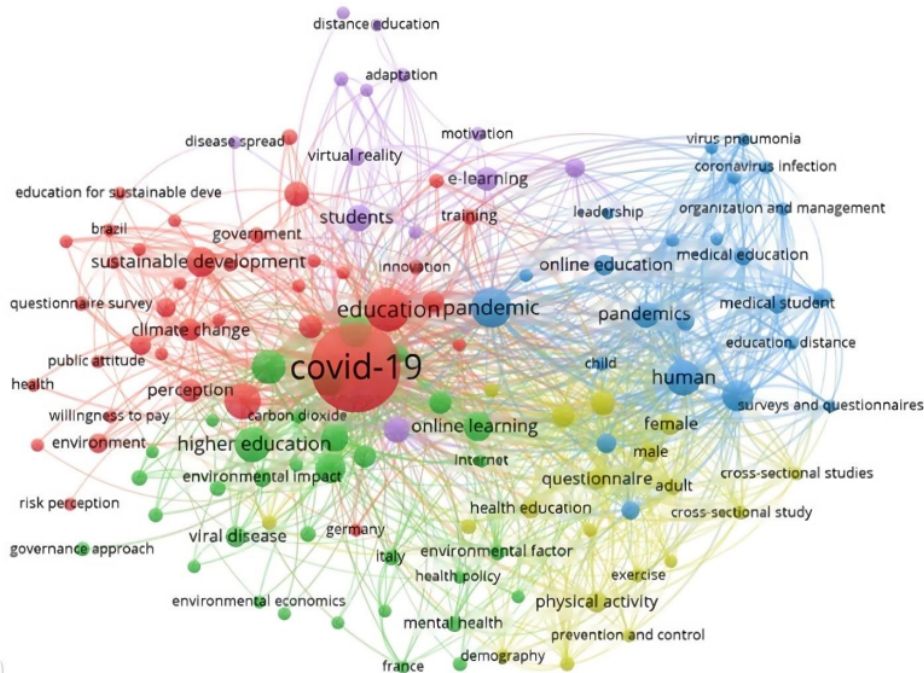 distance education
adaptation
disease spread
motivation
virus pneumonia
virtual reality
coronavirus infection
e-learning
education for sustainable deve
students
training
leadership
organization and management
brazil
government
sustainable development
innovation
online education
medical education
questionnaire survey
education
pandemic
pandemics
medical student
climate change
education, distance
public attitude
covid-19
child
health
perception
human
surveys and questionnaires
willingness to pay
carbon dioxide
online learning
female
environment
higher education
male
internet
environmental impact
questionnaire
adult
cross-sectional studies
risk perception
health education
cross-sectional study
viral disease
germany
governance approach
italy
environmental factor
health policy
exercise
environmental economics
physical activity
mental health
prevention and control
demography
france